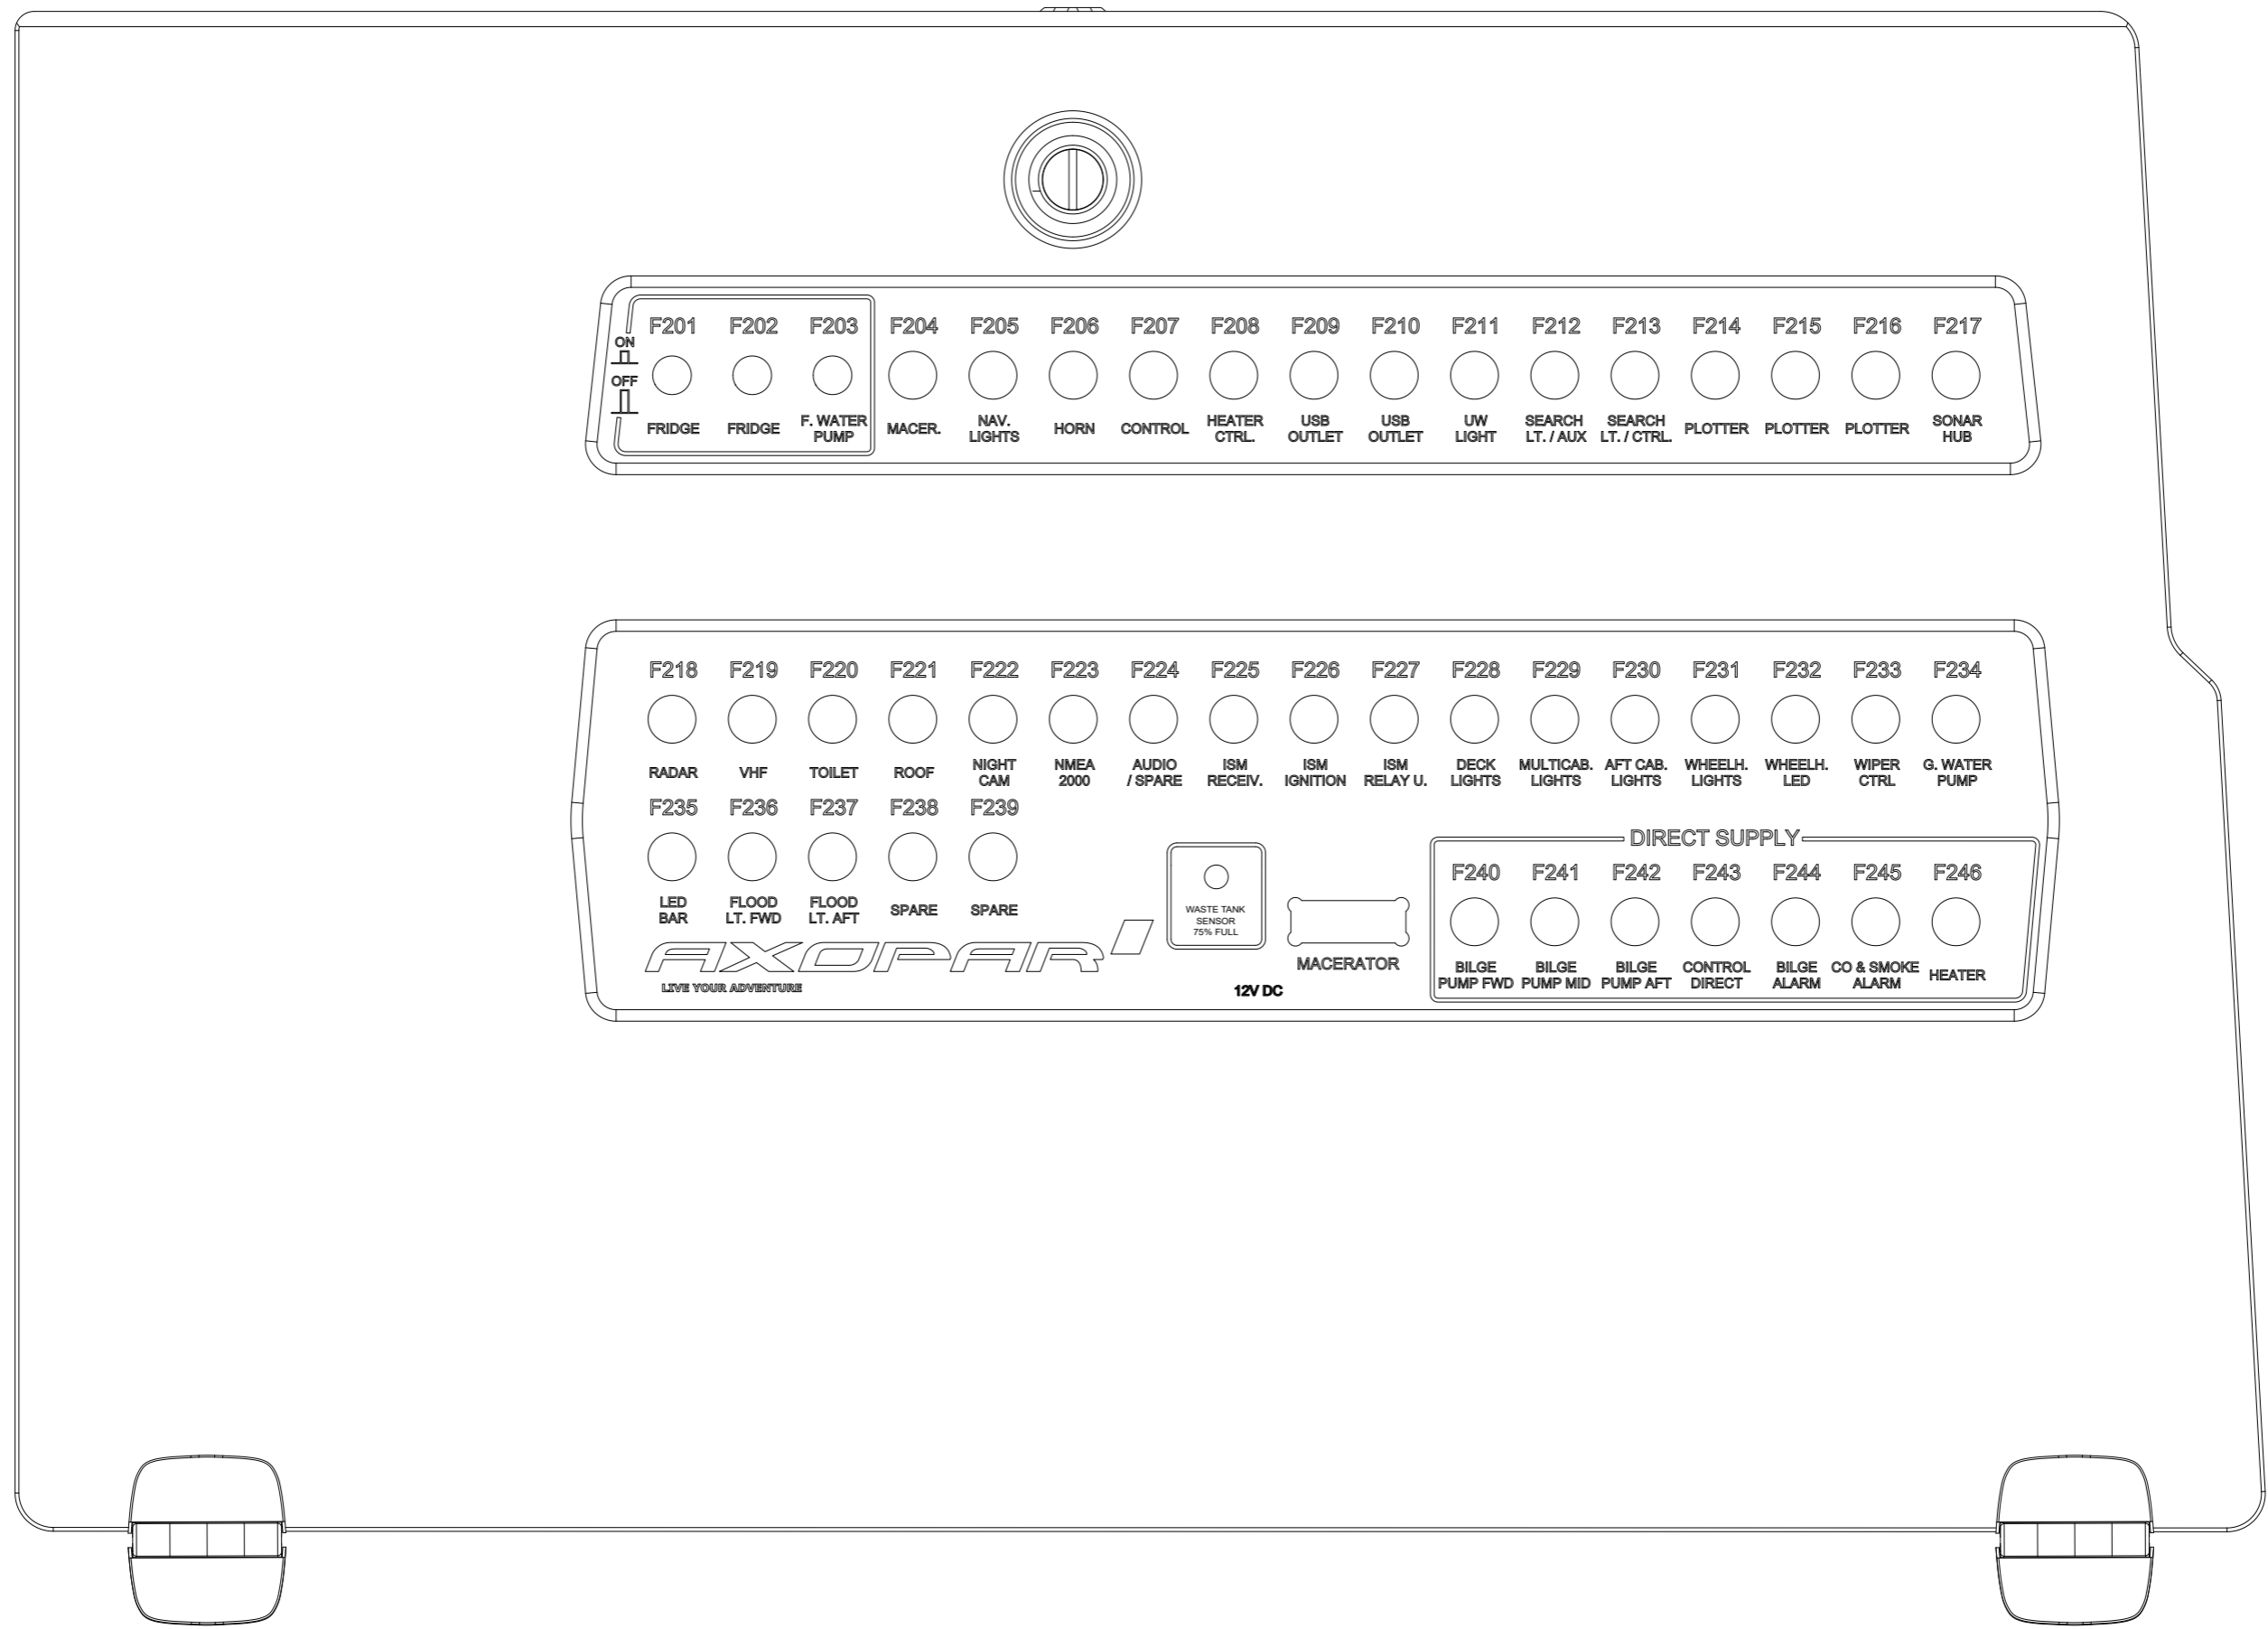 F201 F202 F203 F204 F205 F206 F207 F208 F209 F210 F211 F212 F213 F214 F215 F216 F217
ON
OFF
FRIDGE FRIDGE F. WATER PUMP MACER. NAV. LIGHTS HORN CONTROL HEATER CTRL. USB OUTLET USB OUTLET UW LIGHT SEARCH LT. / AUX SEARCH LT. / CTRL. PLOTTER PLOTTER PLOTTER SONAR HUB
F218 F219 F220 F221 F222 F223 F224 F225 F226 F227 F228 F229 F230 F231 F232 F233 F234
RADAR VHF TOILET ROOF NIGHT CAM NMEA 2000 AUDIO / SPARE ISM RECEIV. ISM IGNITION ISM RELAY U. DECK LIGHTS MULTICAB. LIGHTS AFT CAB. LIGHTS WHEELH. LIGHTS WHEELH. LED WIPER CTRL G. WATER PUMP
F235 F236 F237 F238 F239
LED BAR FLOOD LT. FWD FLOOD LT. AFT SPARE SPARE
AXOPAR
LIVE YOUR ADVENTURE
WASTE TANK
SENSOR
75% FULL
MACERATOR
12V DC
DIRECT SUPPLY
F240 F241 F242 F243 F244 F245 F246
BILGE PUMP FWD BILGE PUMP MID BILGE PUMP AFT CONTROL DIRECT BILGE ALARM CO & SMOKE ALARM HEATER